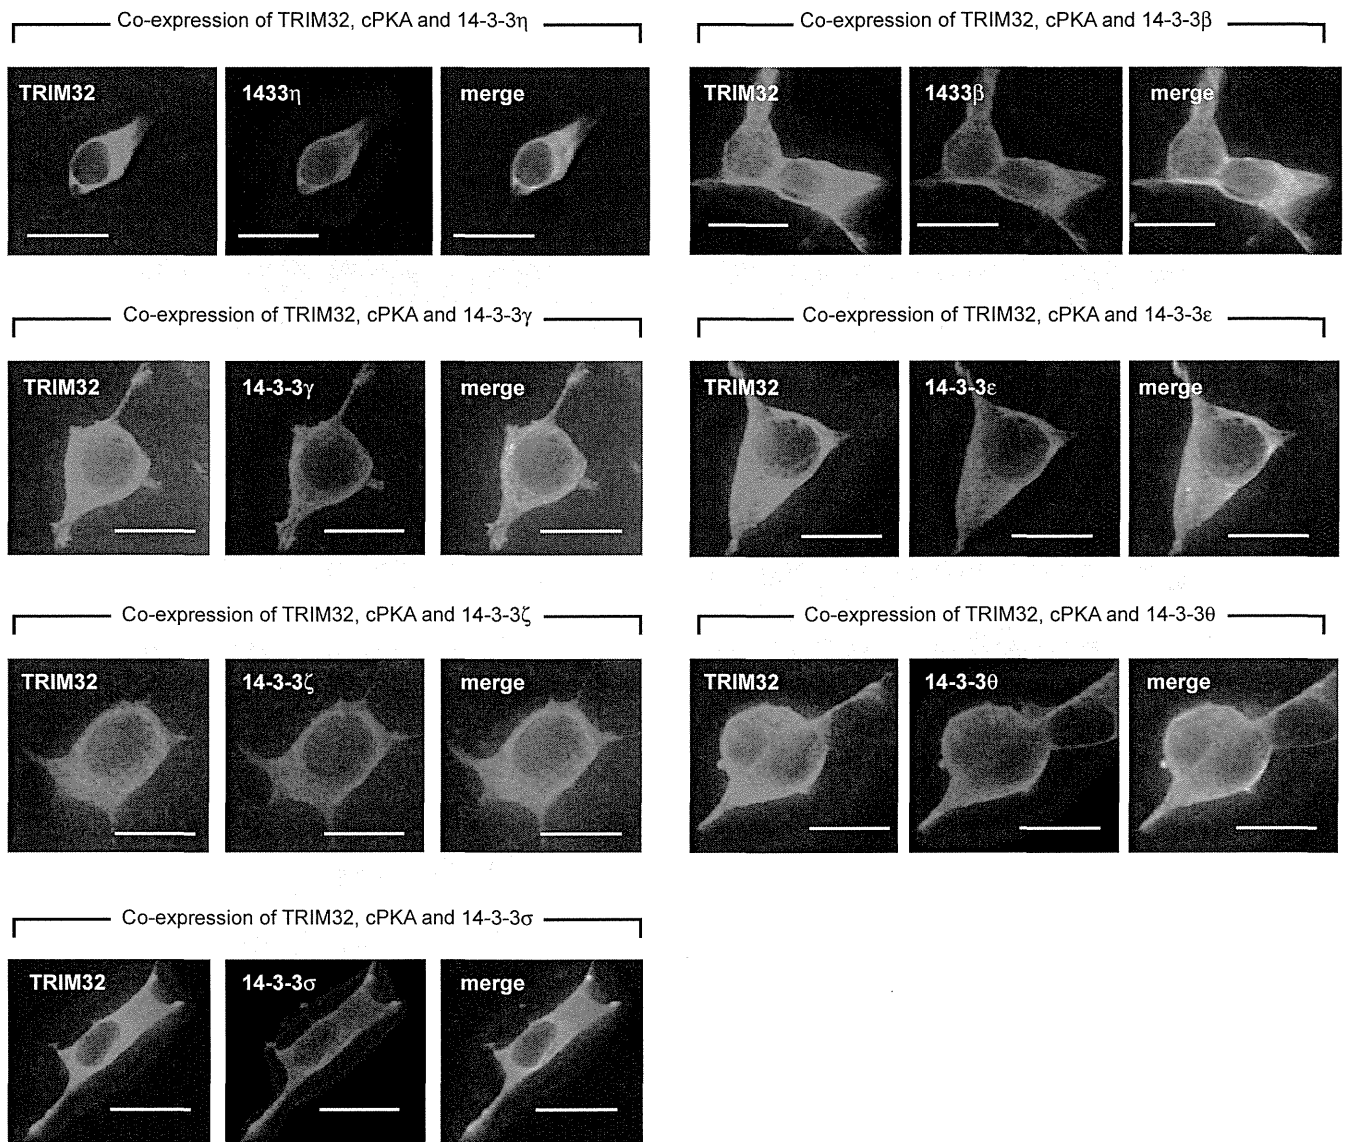 Co-expression of TRIM32, cPKA and 14-3-3η
TRIM32 1433η merge
Co-expression of TRIM32, cPKA and 14-3-3β
TRIM32 1433β merge
Co-expression of TRIM32, cPKA and 14-3-3γ
TRIM32 14-3-3γ merge
Co-expression of TRIM32, cPKA and 14-3-3ε
TRIM32 14-3-3ε merge
Co-expression of TRIM32, cPKA and 14-3-3ζ
TRIM32 14-3-3ζ merge
Co-expression of TRIM32, cPKA and 14-3-3θ
TRIM32 14-3-3θ merge
Co-expression of TRIM32, cPKA and 14-3-3σ
TRIM32 14-3-3σ merge